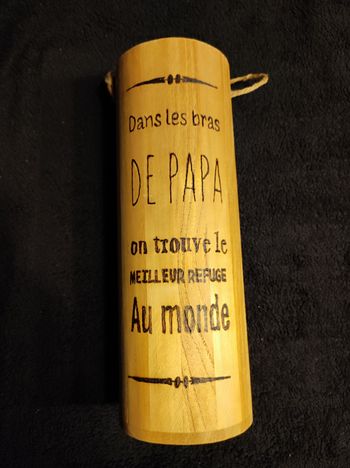 Dans les bras
DE PAPA
on trouve le
MEILLEUR REFUGE
Au monde